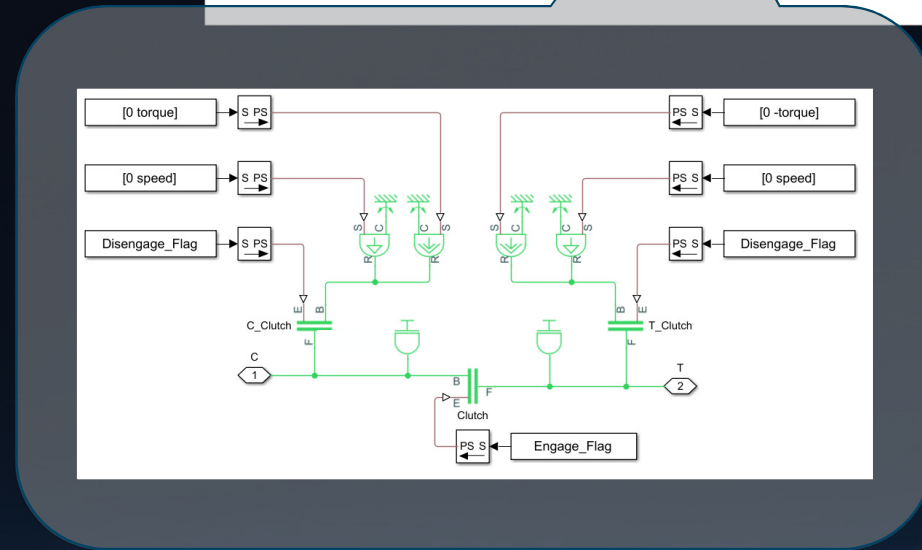 [0 torque]
S PS
PS S
[0 -torque]
[0 speed]
S PS
PS S
[0 speed]
S
C
C
S
S
C
C
S
Disengage_Flag
S PS
PS S
Disengage_Flag
R
R
R
R
E
B
B
E
C_Clutch
T_Clutch
F
F
C
1
B
F
T
2
E
Clutch
PS S
Engage_Flag